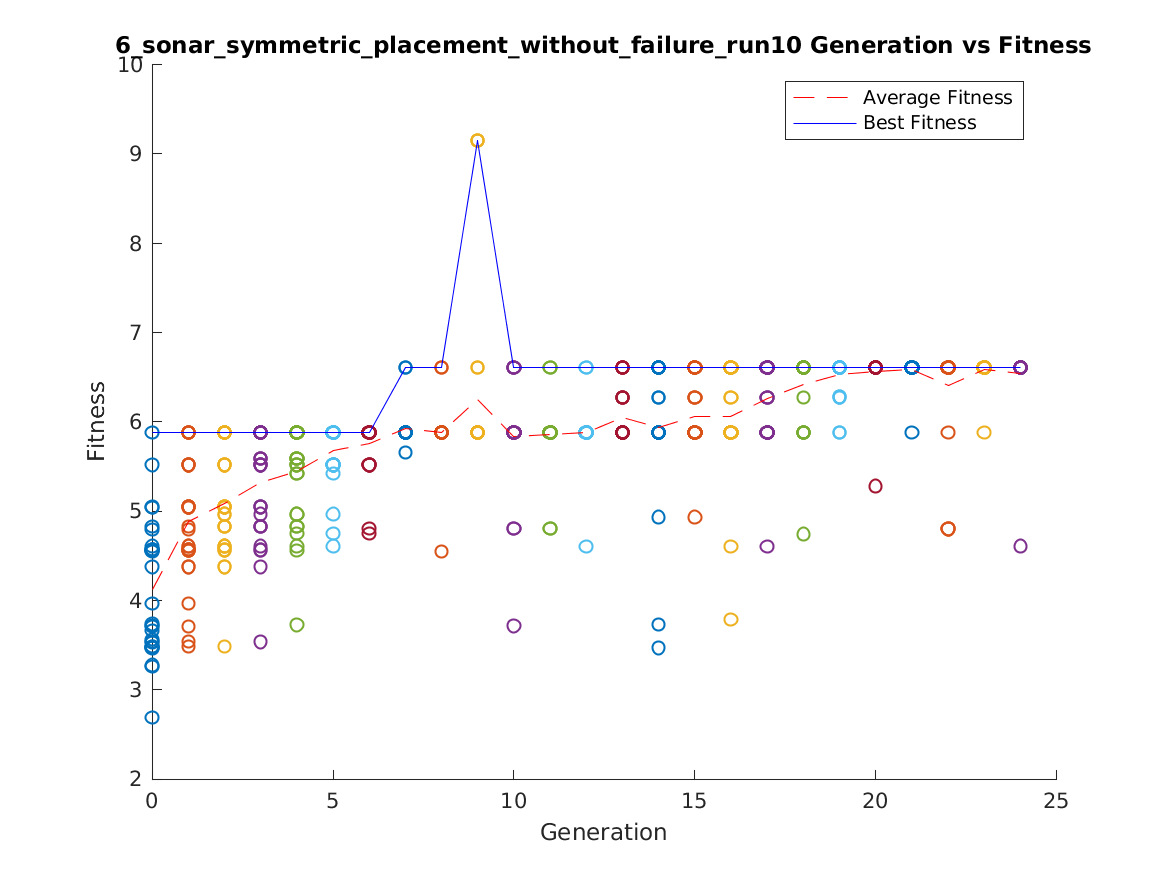 6_sonar_symmetric_placement_without_failure_run10 Generation vs Fitness
10
9
8
7
6
5
4
3
2
Fitness
Average Fitness
Best Fitness
0 5 10 15 20 25
Generation